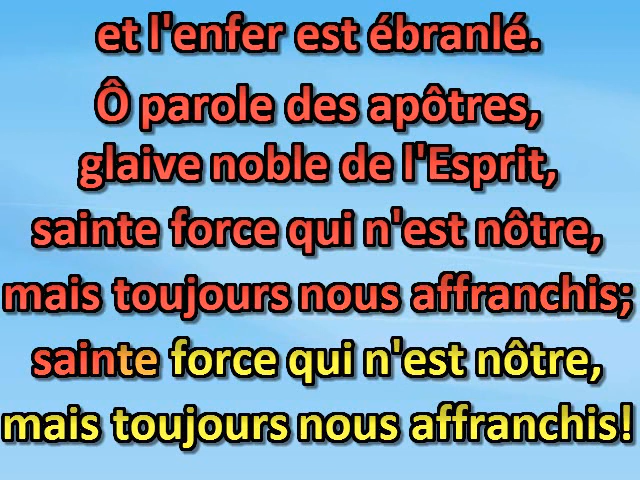 et l'enfer est ébranlé.
Ô parole des apôtres,
glaive noble de l'Esprit,
sainte force qui n'est nôtre,
mais toujours nous affranchis;
sainte force qui n'est nôtre,
mais toujours nous affranchis!